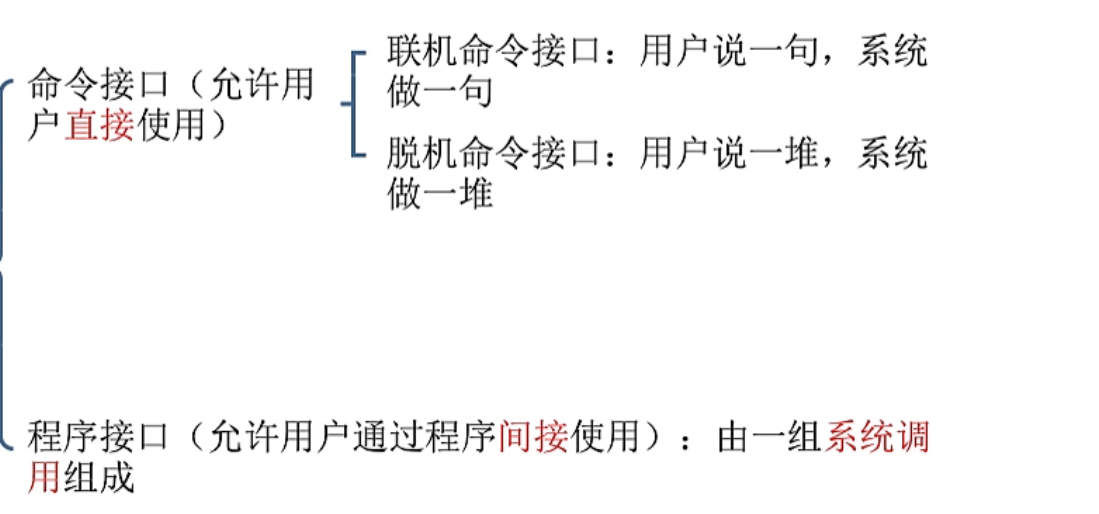 命令接口（允许用
户直接使用）
联机命令接口：用户说一句，系统
做一句
脱机命令接口：用户说一堆，系统
做一堆
程序接口（允许用户通过程序间接使用）：由一组系统调
用组成